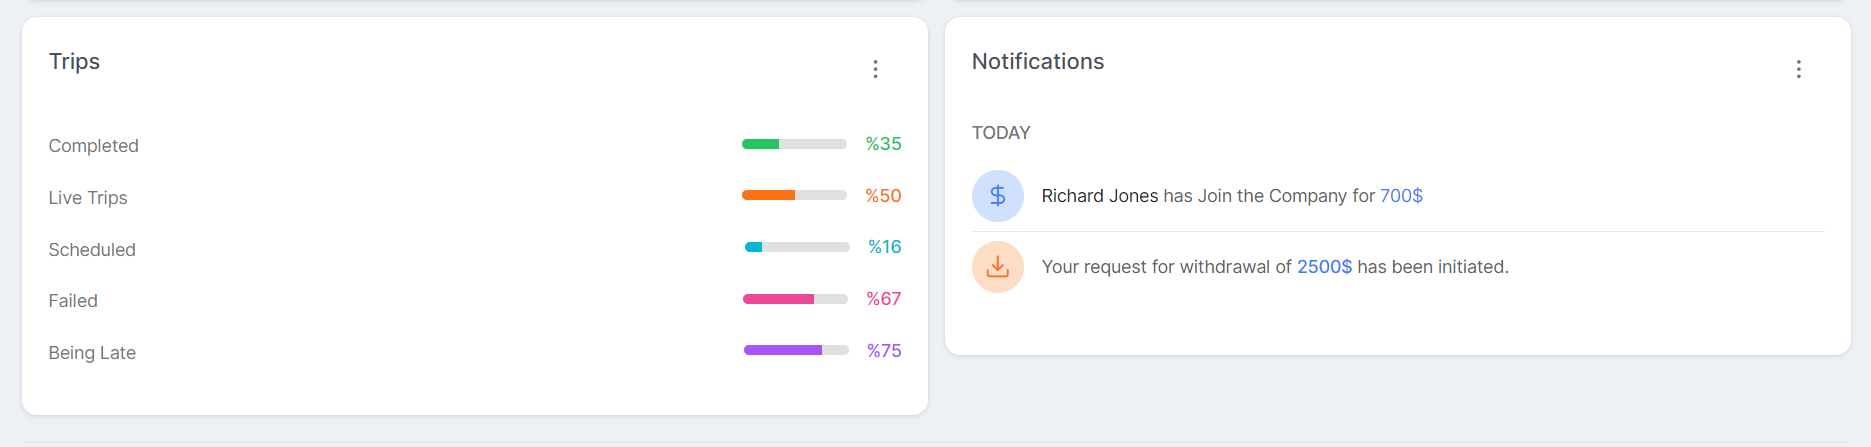 Trips
Completed %35
Live Trips %50
Scheduled %16
Failed %67
Being Late %75
Notifications
TODAY
$ Richard Jones has Join the Company for 700$
Your request for withdrawal of 2500$ has been initiated.